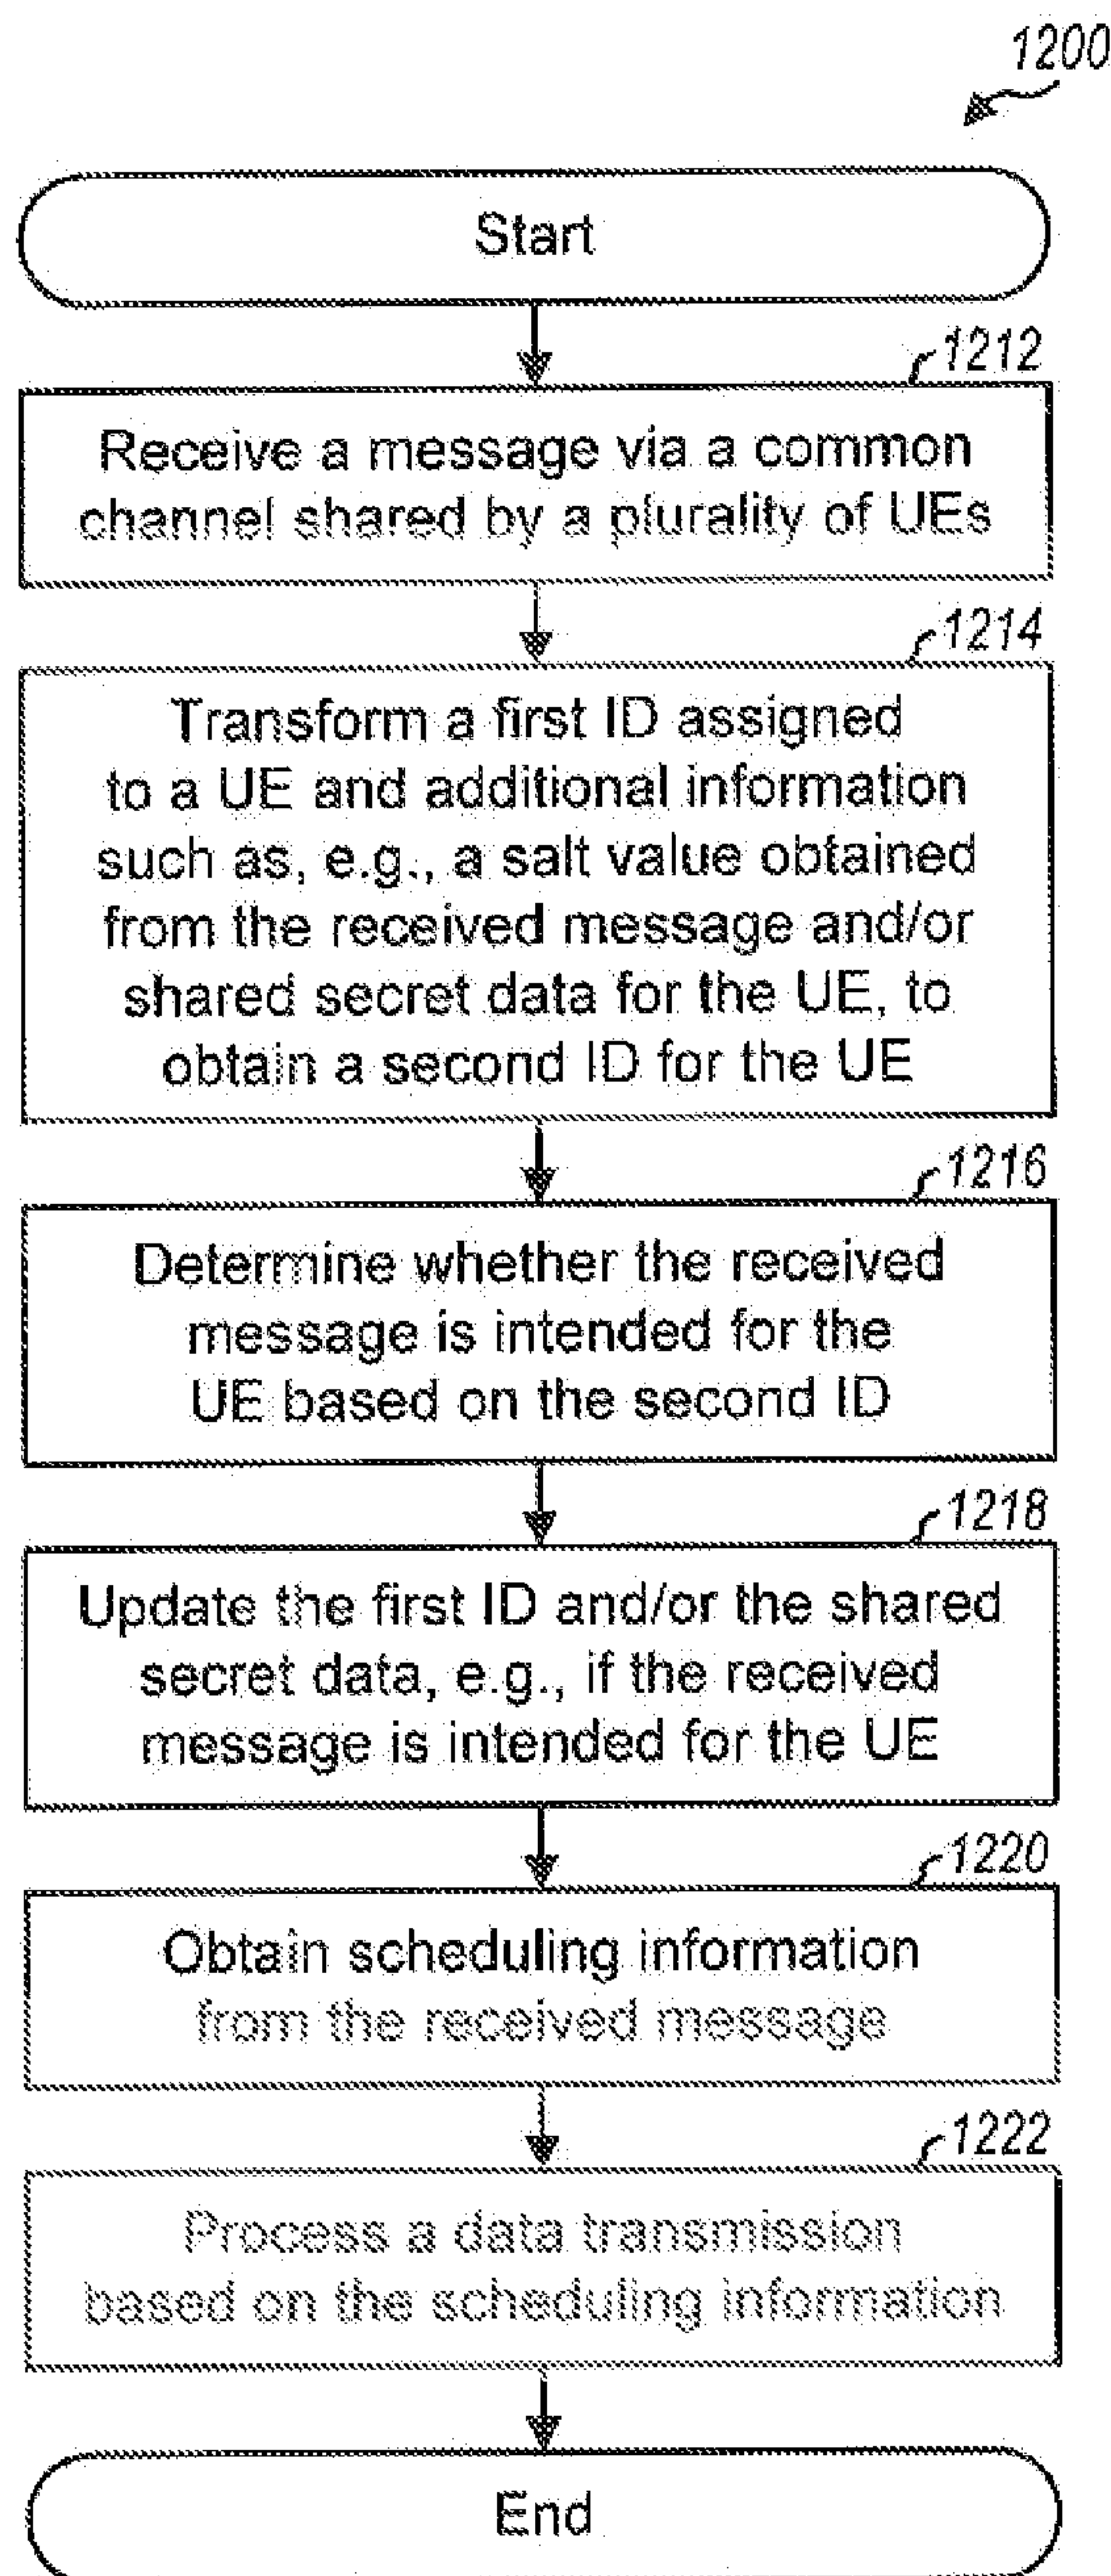 1200
Start
1212
Receive a message via a common
channel shared by a plurality of UEs
1214
Transform a first ID assigned
to a UE and additional information
such as, e.g., a salt value obtained
from the received message and/or
shared secret data for the UE, to
obtain a second ID for the UE
1216
Determine whether the received
message is intended for the
UE based on the second ID
1218
Update the first ID and/or the shared
secret data, e.g., if the received
message is intended for the UE
1220
Obtain scheduling information
from the received message
1222
Process a data transmission
based on the scheduling information
End